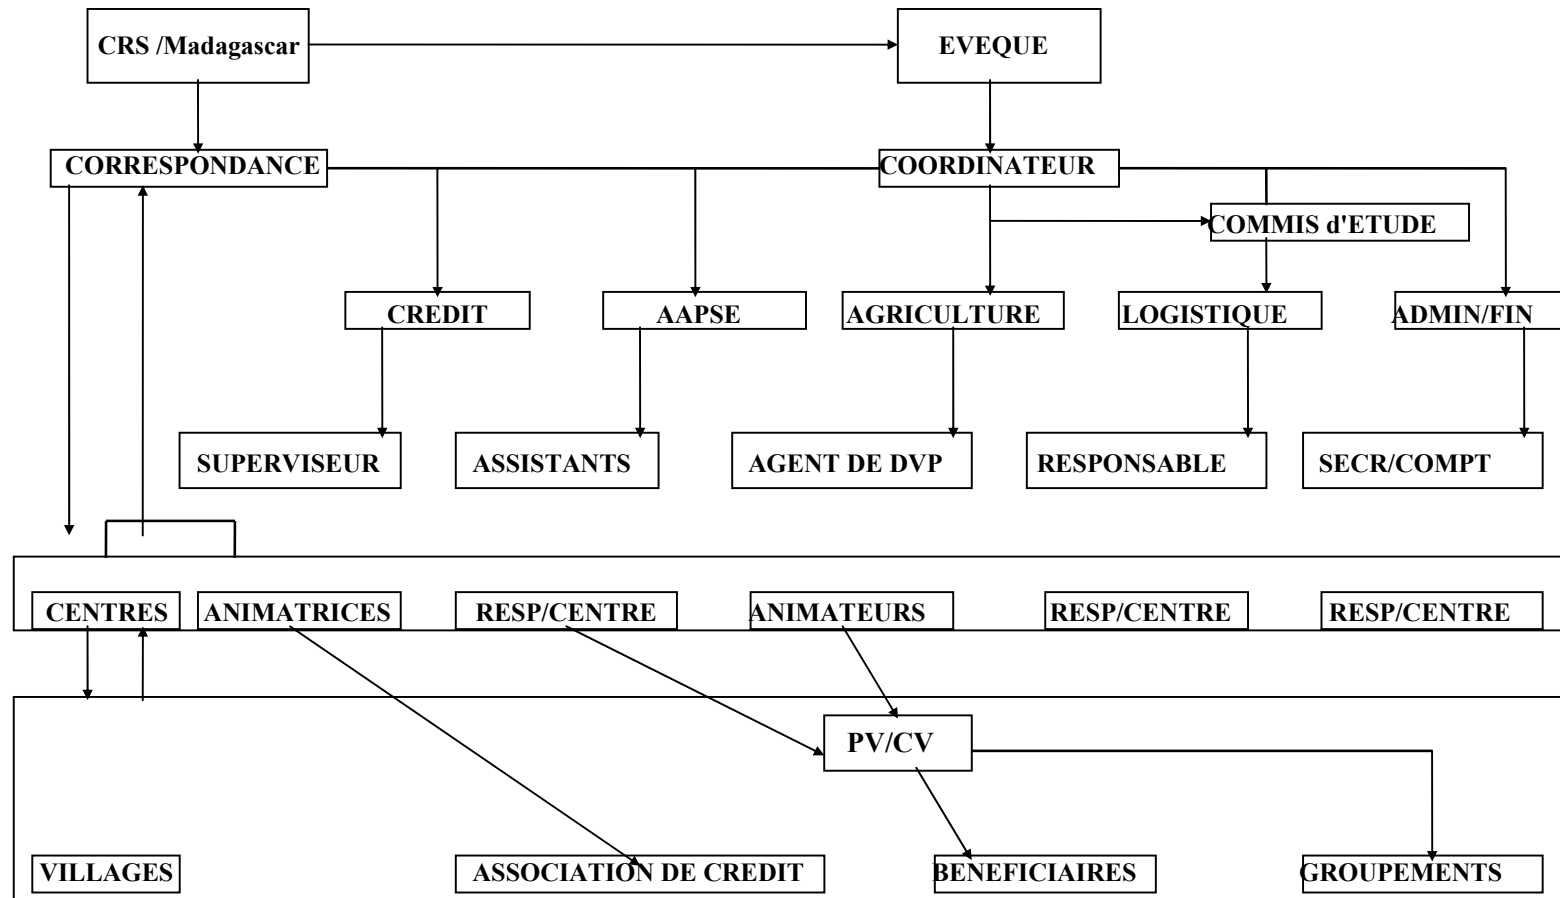 CRS /Madagascar
EVEQUE
CORRESPONDANCE
COORDINATEUR
COMMIS d'ETUDE
CREDIT
AAPSE
AGRICULTURE
LOGISTIQUE
ADMIN/FIN
SUPERVISEUR
ASSISTANTS
AGENT DE DVP
RESPONSABLE
SECR/COMPT
CENTRES
ANIMATRICES
RESP/CENTRE
ANIMATEURS
RESP/CENTRE
RESP/CENTRE
PV/CV
VILLAGES
ASSOCIATION DE CREDIT
BENEFICIAIRES
GROUPEMENTS